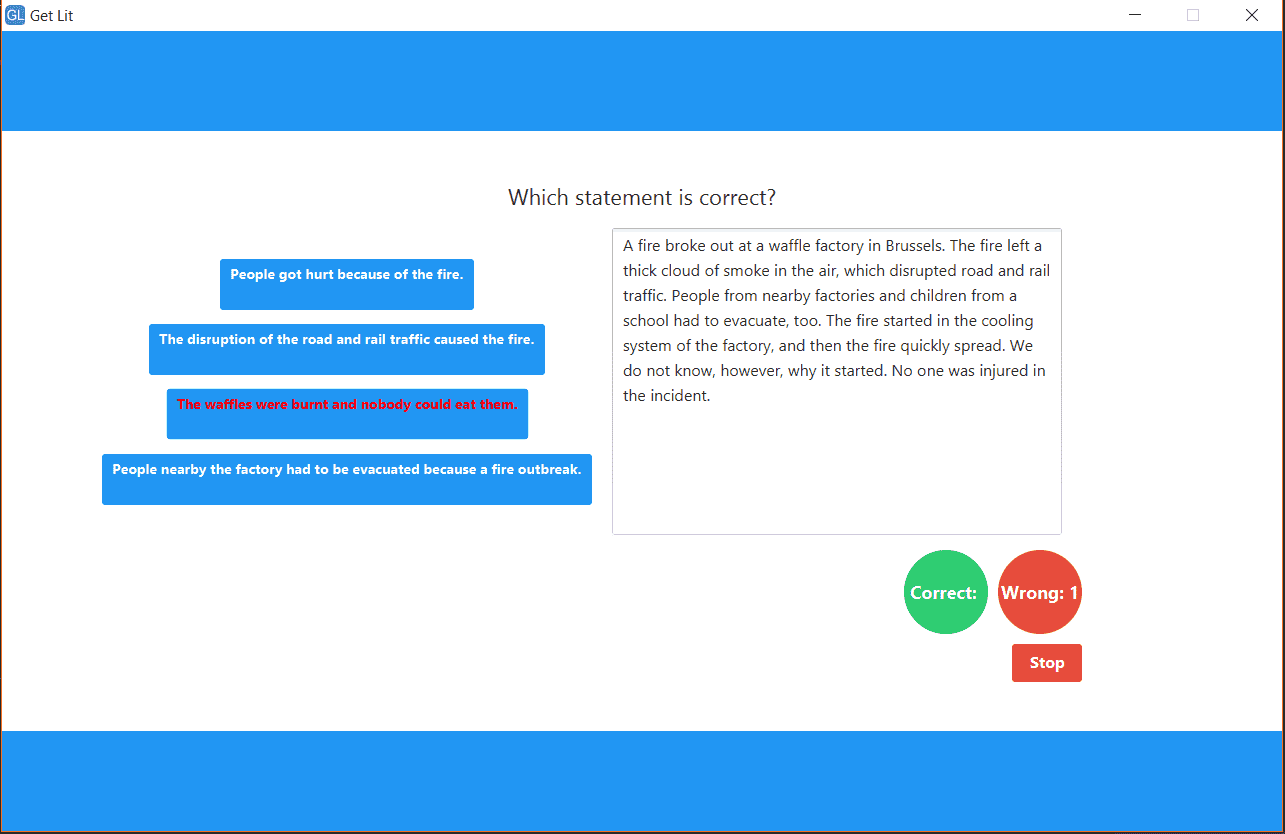 GL Get Lit
Which statement is correct?
People got hurt because of the fire.
The disruption of the road and rail traffic caused the fire.
The waffles were burnt and nobody could eat them.
People nearby the factory had to be evacuated because a fire outbreak.
A fire broke out at a waffle factory in Brussels. The fire left a
thick cloud of smoke in the air, which disrupted road and rail
traffic. People from nearby factories and children from a
school had to evacuate, too. The fire started in the cooling
system of the factory, and then the fire quickly spread. We
do not know, however, why it started. No one was injured in
the incident.
Correct:
Wrong: 1
Stop